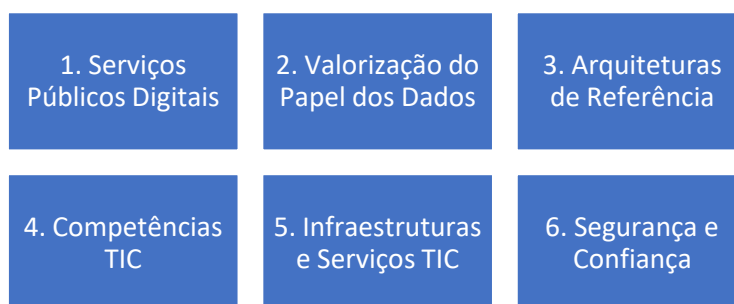 1. Serviços
Públicos Digitais
2. Valorização do
Papel dos Dados
3. Arquiteturas
de Referência
4. Competências
TIC
5. Infraestruturas
e Serviços TIC
6. Segurança e
Confiança